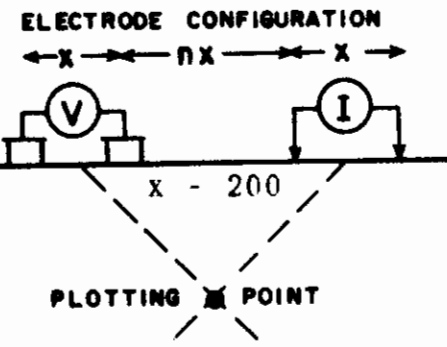 ELECTRODE CONFIGURATION
x nx x
V I
x - 200
PLOTTING POINT